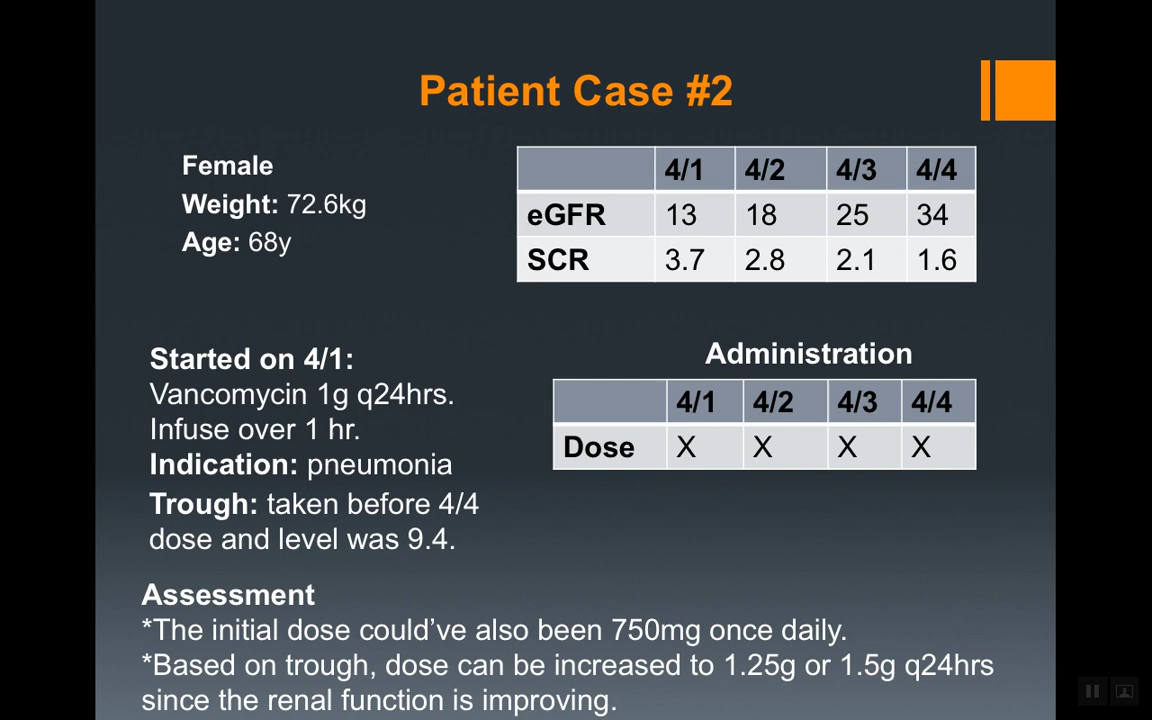 Patient Case #2
Female
Weight: 72.6kg
Age: 68y
4/1 4/2 4/3 4/4
eGFR 13 18 25 34
SCR 3.7 2.8 2.1 1.6
Started on 4/1:
Vancomycin 1g q24hrs.
Infuse over 1 hr.
Indication: pneumonia
Trough: taken before 4/4
dose and level was 9.4.
Administration
4/1 4/2 4/3 4/4
Dose X X X X
Assessment
*The initial dose could’ve also been 750mg once daily.
*Based on trough, dose can be increased to 1.25g or 1.5g q24hrs
since the renal function is improving.